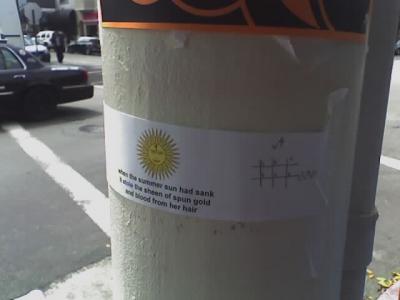 when the summer sun had sank
it stole the sheen of spun gold
and blood from her hair